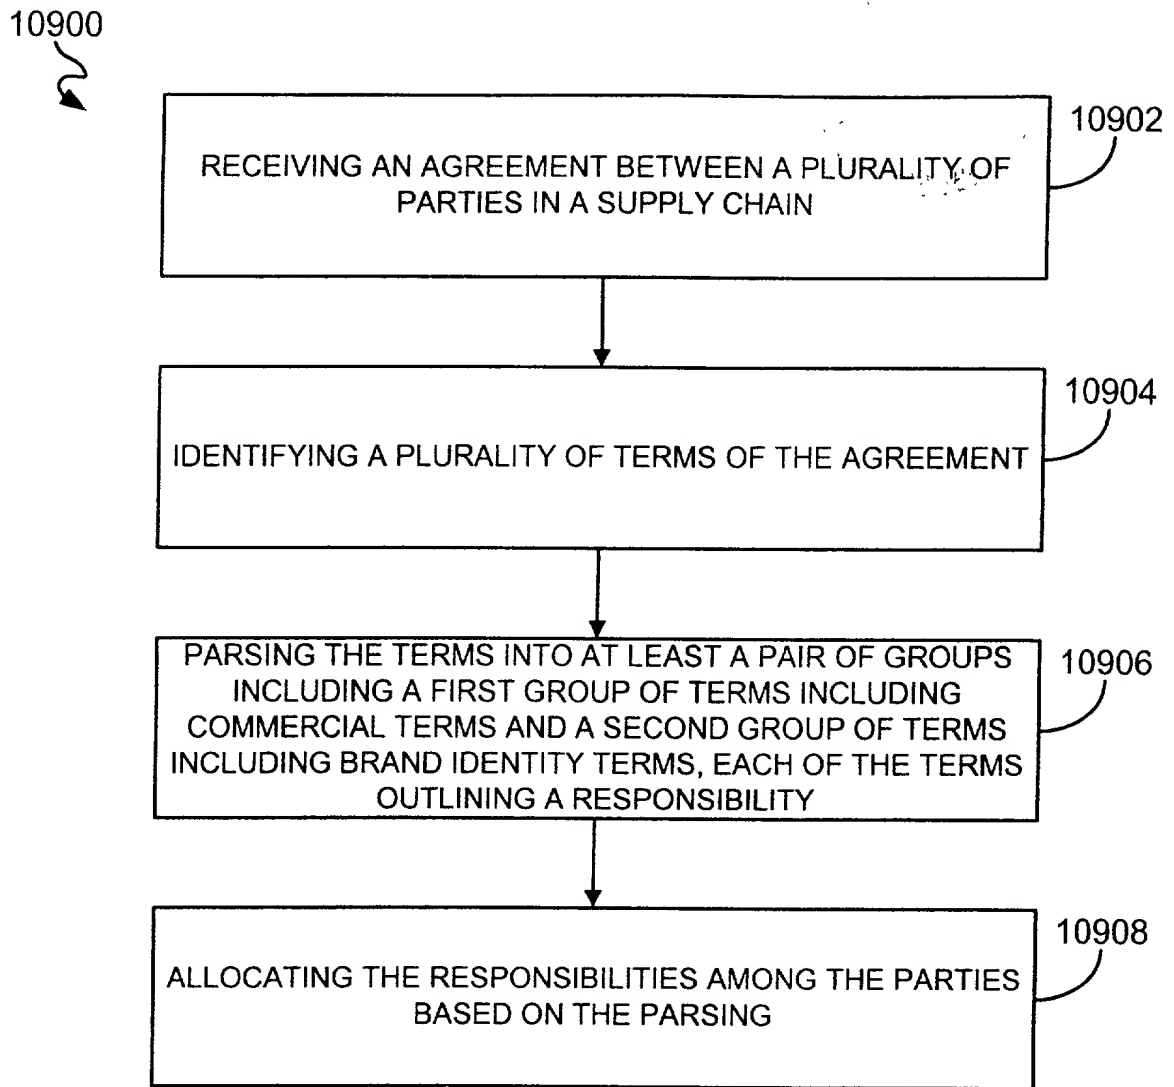 10900
10902
RECEIVING AN AGREEMENT BETWEEN A PLURALITY OF
PARTIES IN A SUPPLY CHAIN
10904
IDENTIFYING A PLURALITY OF TERMS OF THE AGREEMENT
10906
PARSING THE TERMS INTO AT LEAST A PAIR OF GROUPS
INCLUDING A FIRST GROUP OF TERMS INCLUDING
COMMERCIAL TERMS AND A SECOND GROUP OF TERMS
INCLUDING BRAND IDENTITY TERMS, EACH OF THE TERMS
OUTLINING A RESPONSIBILITY
10908
ALLOCATING THE RESPONSIBILITIES AMONG THE PARTIES
BASED ON THE PARSING